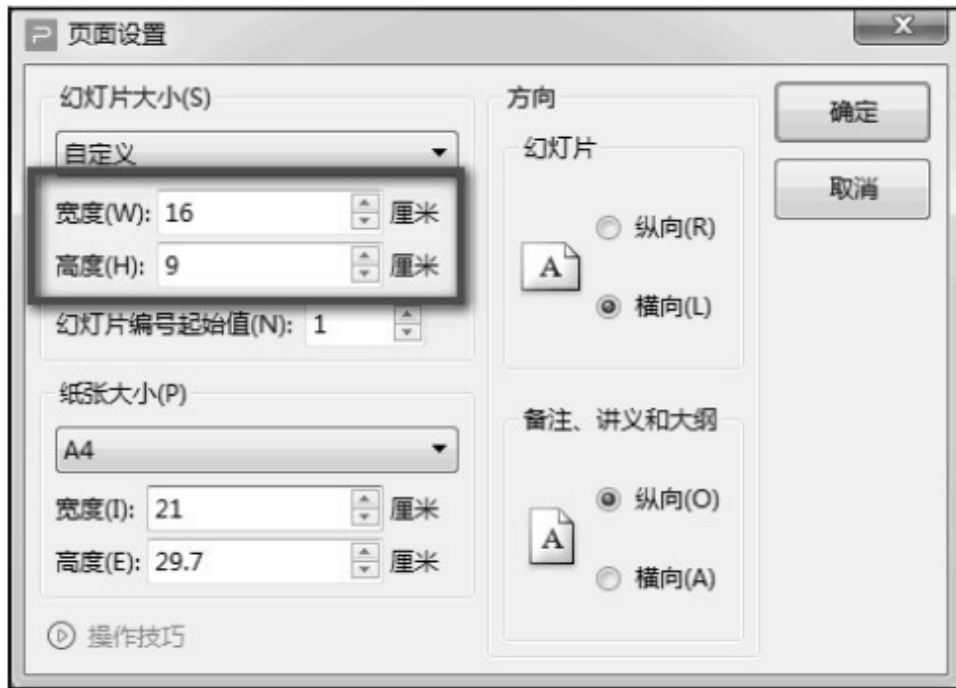 页面设置
幻灯片大小(S)
自定义
宽度(W): 16 厘米
高度(H): 9 厘米
幻灯片编号起始值(N): 1
纸张大小(P)
A4
宽度(I): 21 厘米
高度(E): 29.7 厘米
操作技巧
方向
幻灯片
A
纵向(R)
横向(L)
备注、讲义和大纲
A
纵向(O)
横向(A)
确定
取消